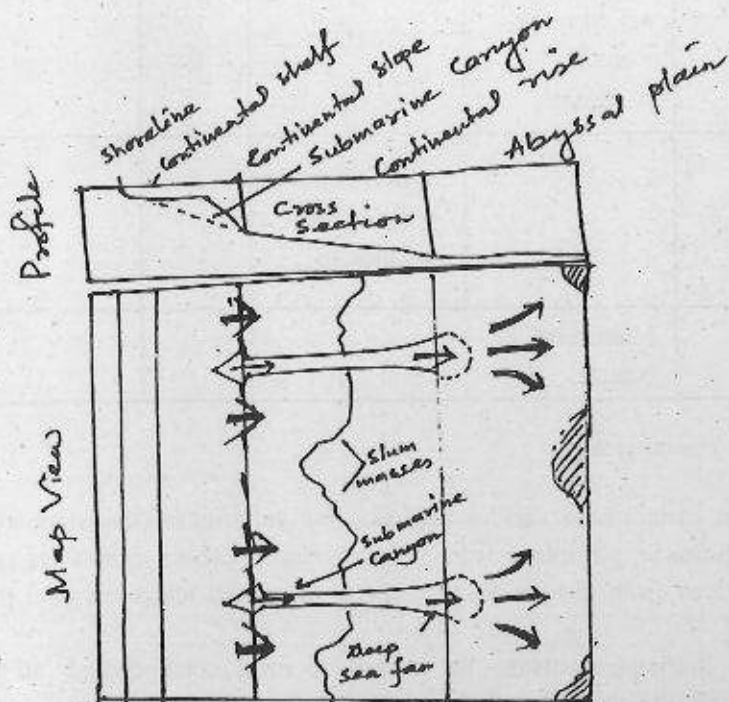 Shoreline
Continental shelf
Continental slope
Submarine Canyon
Continental rise
Abyssal plain
Profile
Cross
Section
Map View
Slum
masses
Submarine
Canyon
Deep
sea fan